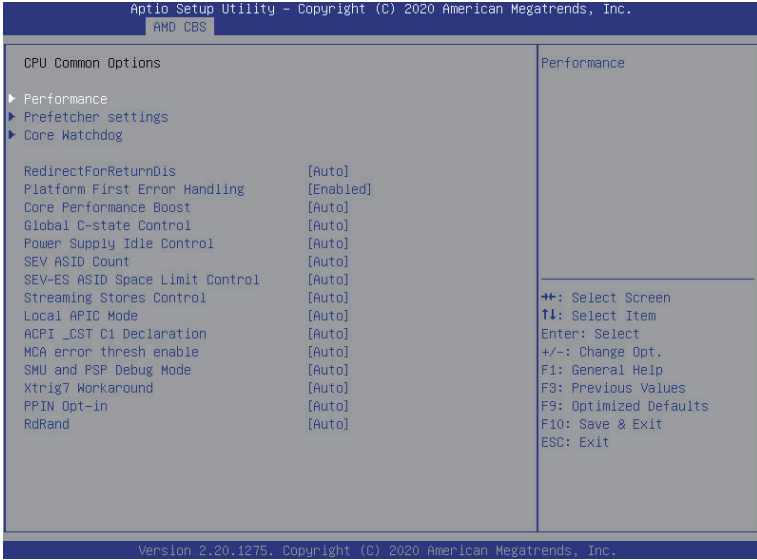 Aptio Setup Utility – Copyright (C) 2020 American Megatrends, Inc.
AMD CBS
CPU Common Options
Performance
Prefetcher settings
Core Watchdog
RedirectForReturnDis [Auto]
Platform First Error Handling [Enabled]
Core Performance Boost [Auto]
Global C-state Control [Auto]
Power Supply Idle Control [Auto]
SEV ASID Count [Auto]
SEV-ES ASID Space Limit Control [Auto]
Streaming Stores Control [Auto]
Local APIC Mode [Auto]
ACPI _CST C1 Declaration [Auto]
MCA error thresh enable [Auto]
SMU and PSP Debug Mode [Auto]
Xtrig7 Workaround [Auto]
PPIN Opt-in [Auto]
RdRand [Auto]
Performance
→←: Select Screen
↑↓: Select Item
Enter: Select
+/-: Change Opt.
F1: General Help
F3: Previous Values
F9: Optimized Defaults
F10: Save & Exit
ESC: Exit
Version 2.20.1275. Copyright (C) 2020 American Megatrends, Inc.